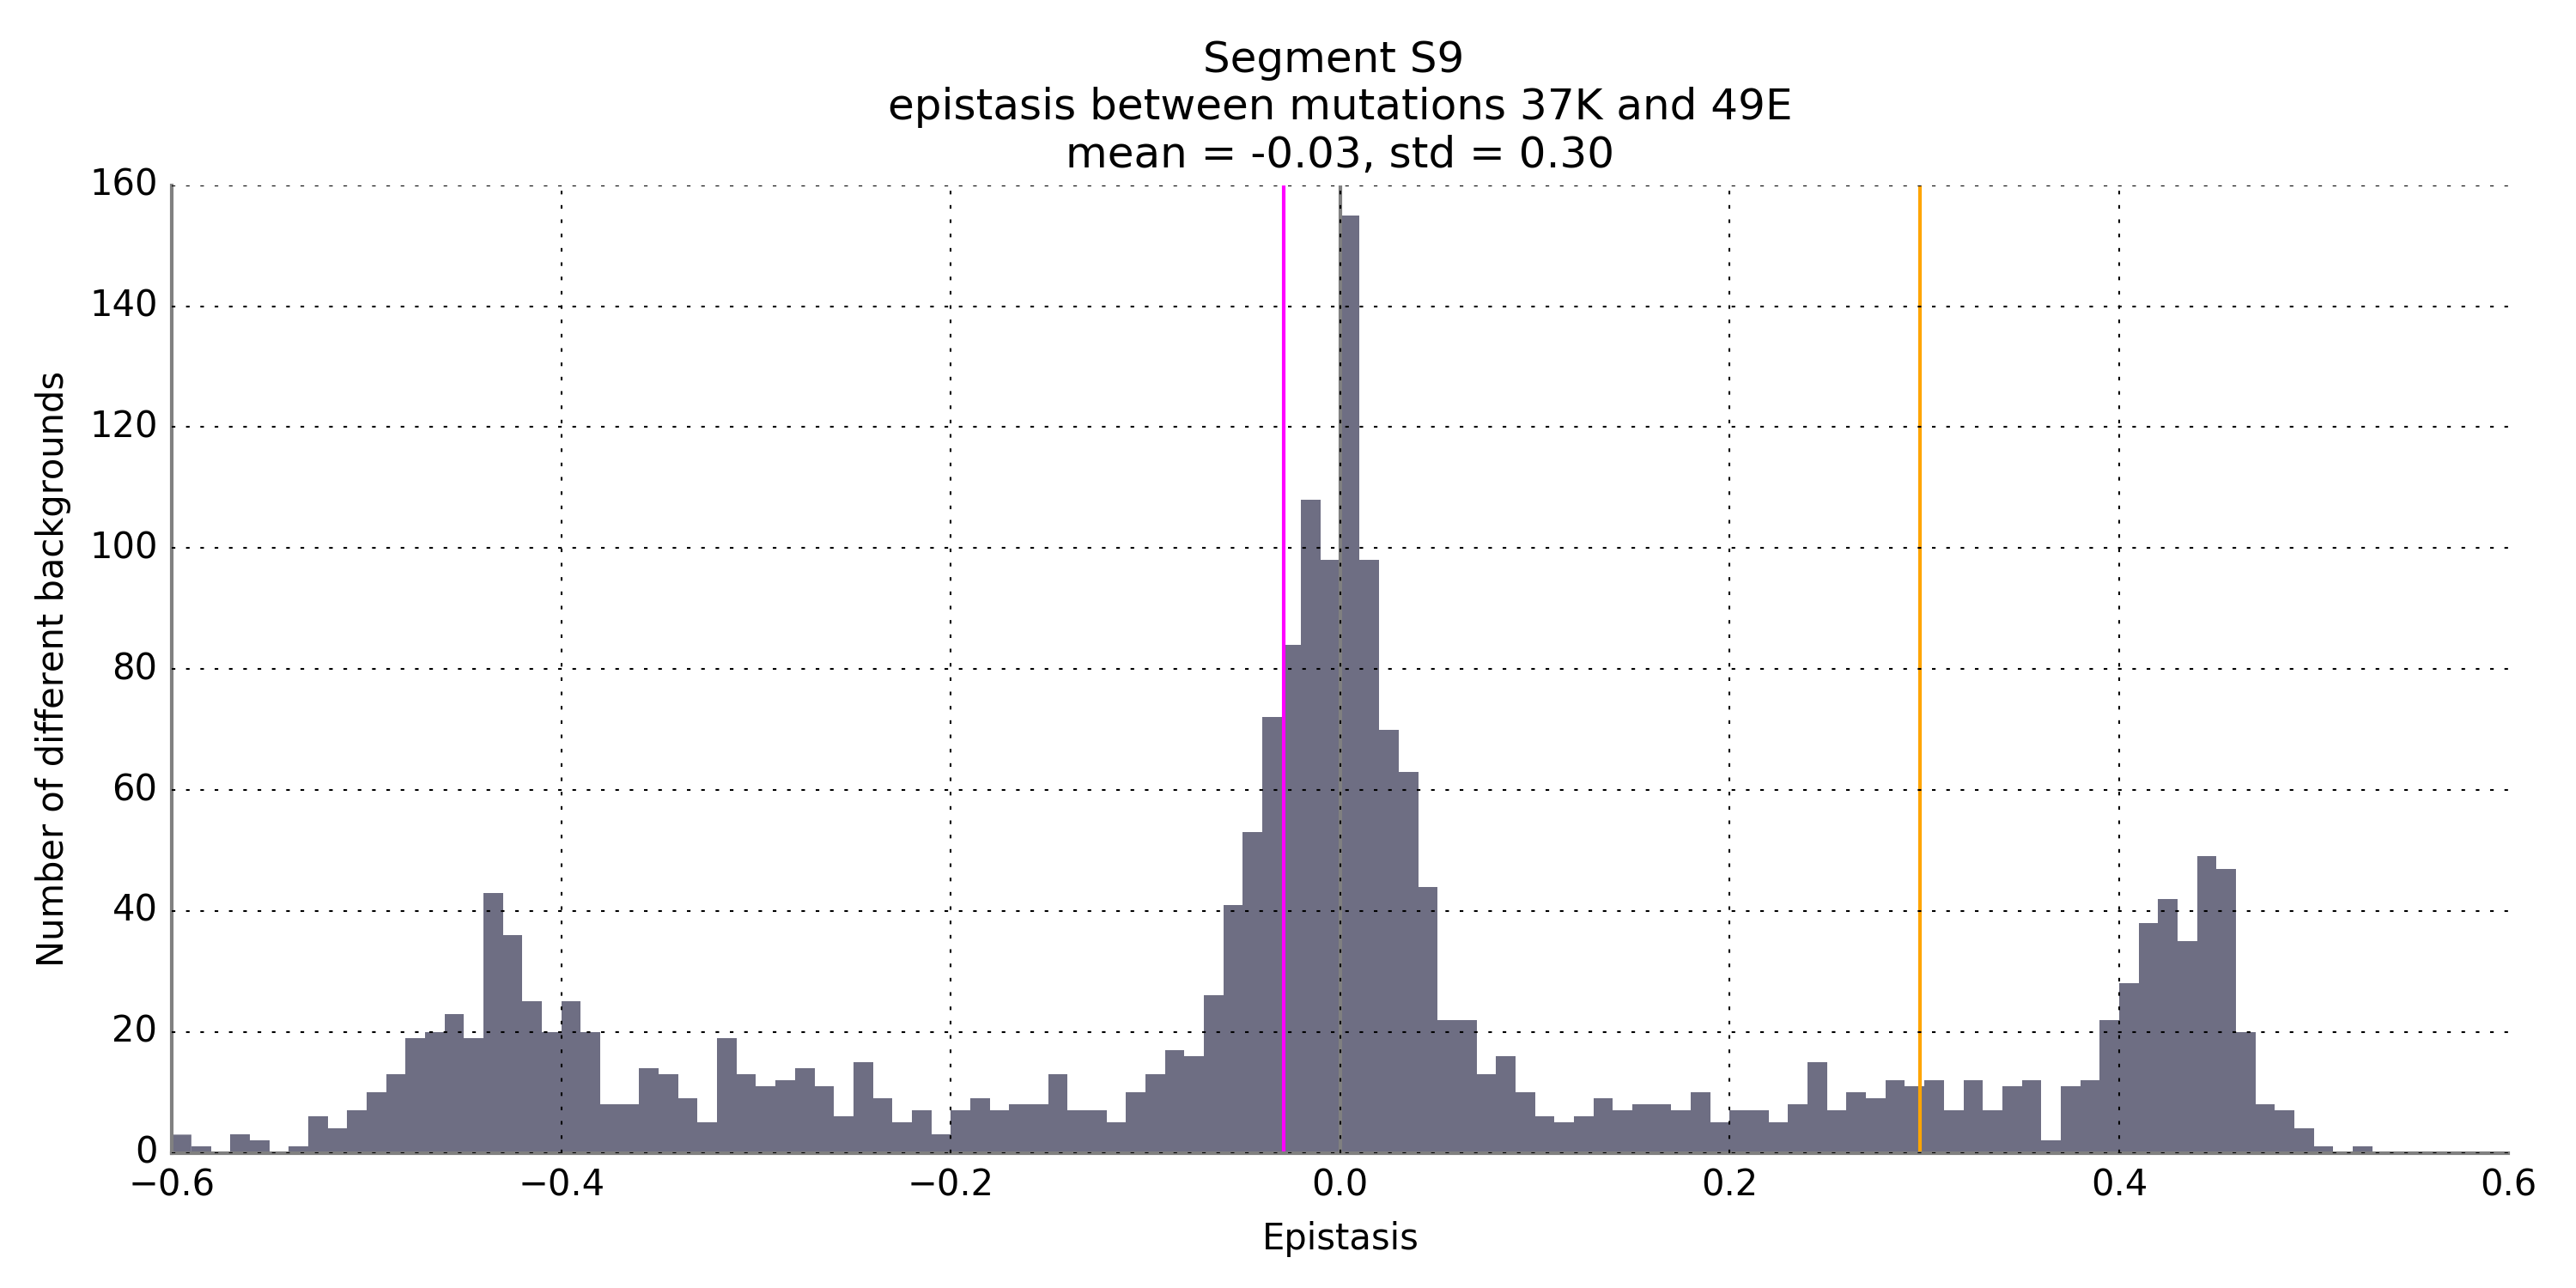 Segment S9
epistasis between mutations 37K and 49E
mean = -0.03, std = 0.30
160
140
120
100
80
60
40
20
0
Number of different backgrounds
−0.6 −0.4 −0.2 0.0 0.2 0.4 0.6
Epistasis